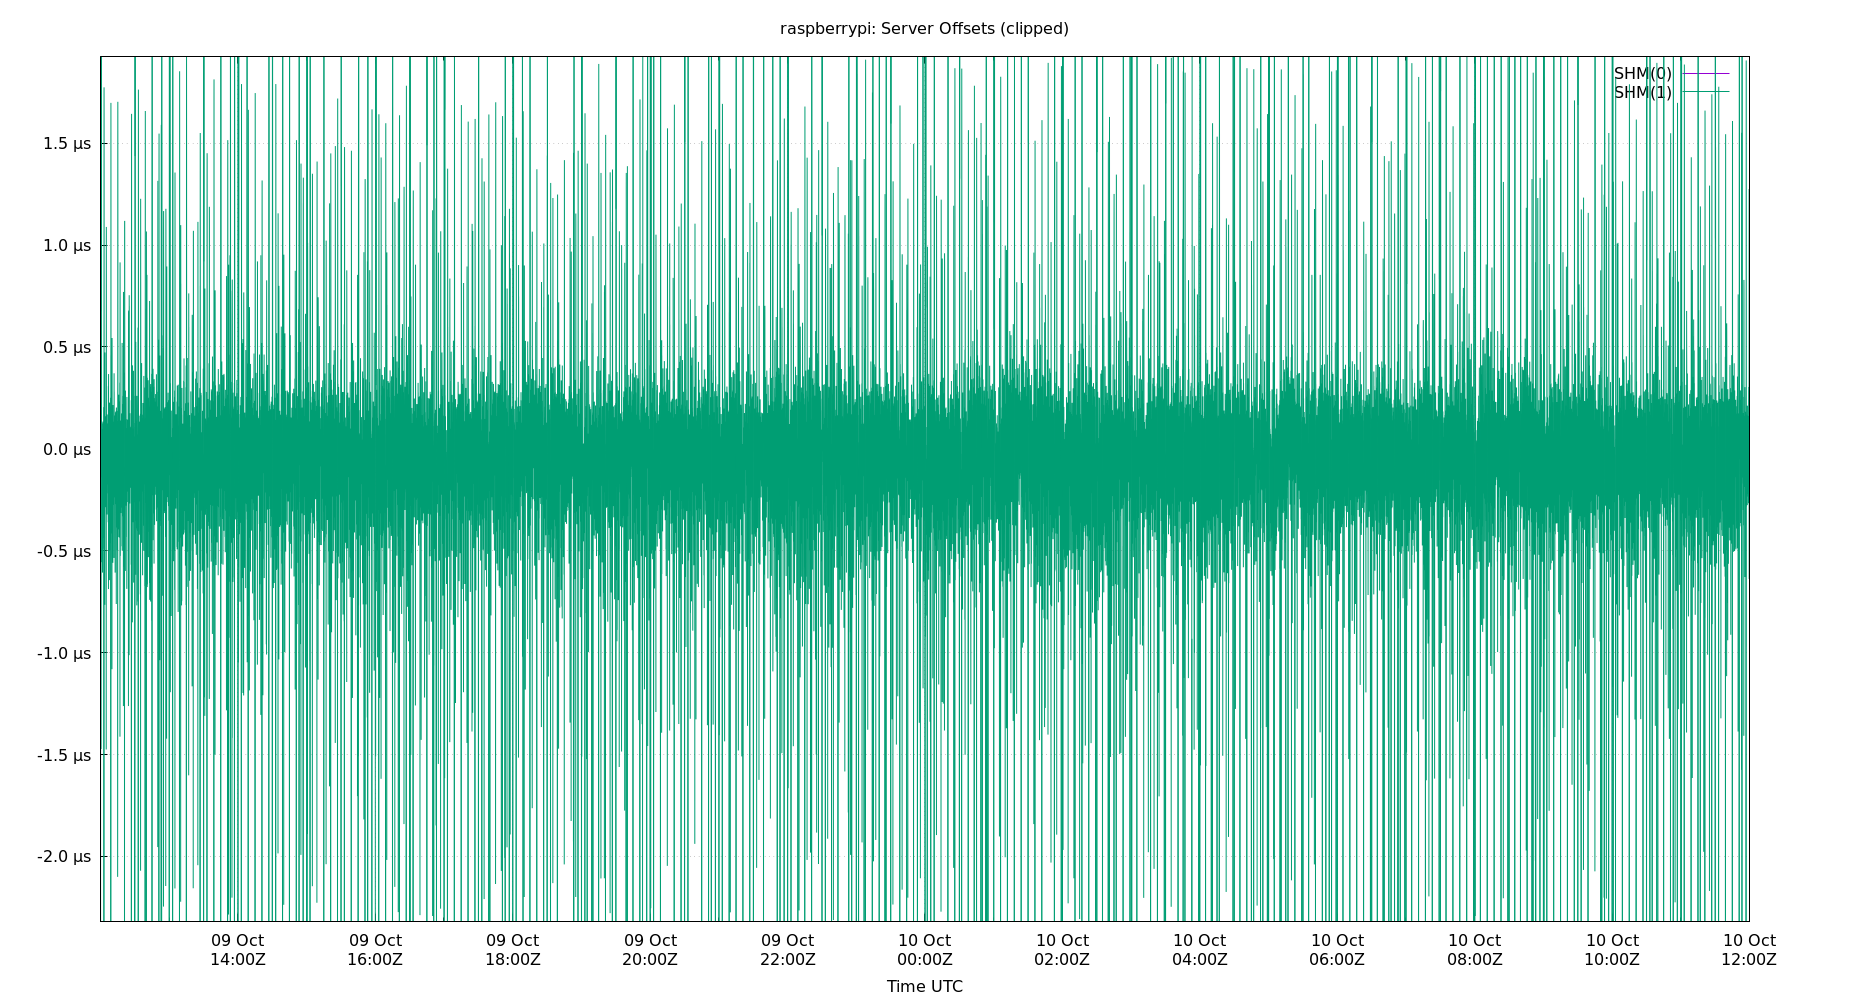 raspberrypi: Server Offsets (clipped)
SHM(0)
SHM(1)
1.5 µs
1.0 µs
0.5 µs
0.0 µs
-0.5 µs
-1.0 µs
-1.5 µs
-2.0 µs
09 Oct 09 Oct 09 Oct 09 Oct 09 Oct 10 Oct 10 Oct 10 Oct 10 Oct 10 Oct 10 Oct 10 Oct
14:00Z 16:00Z 18:00Z 20:00Z 22:00Z 00:00Z 02:00Z 04:00Z 06:00Z 08:00Z 10:00Z 12:00Z
Time UTC